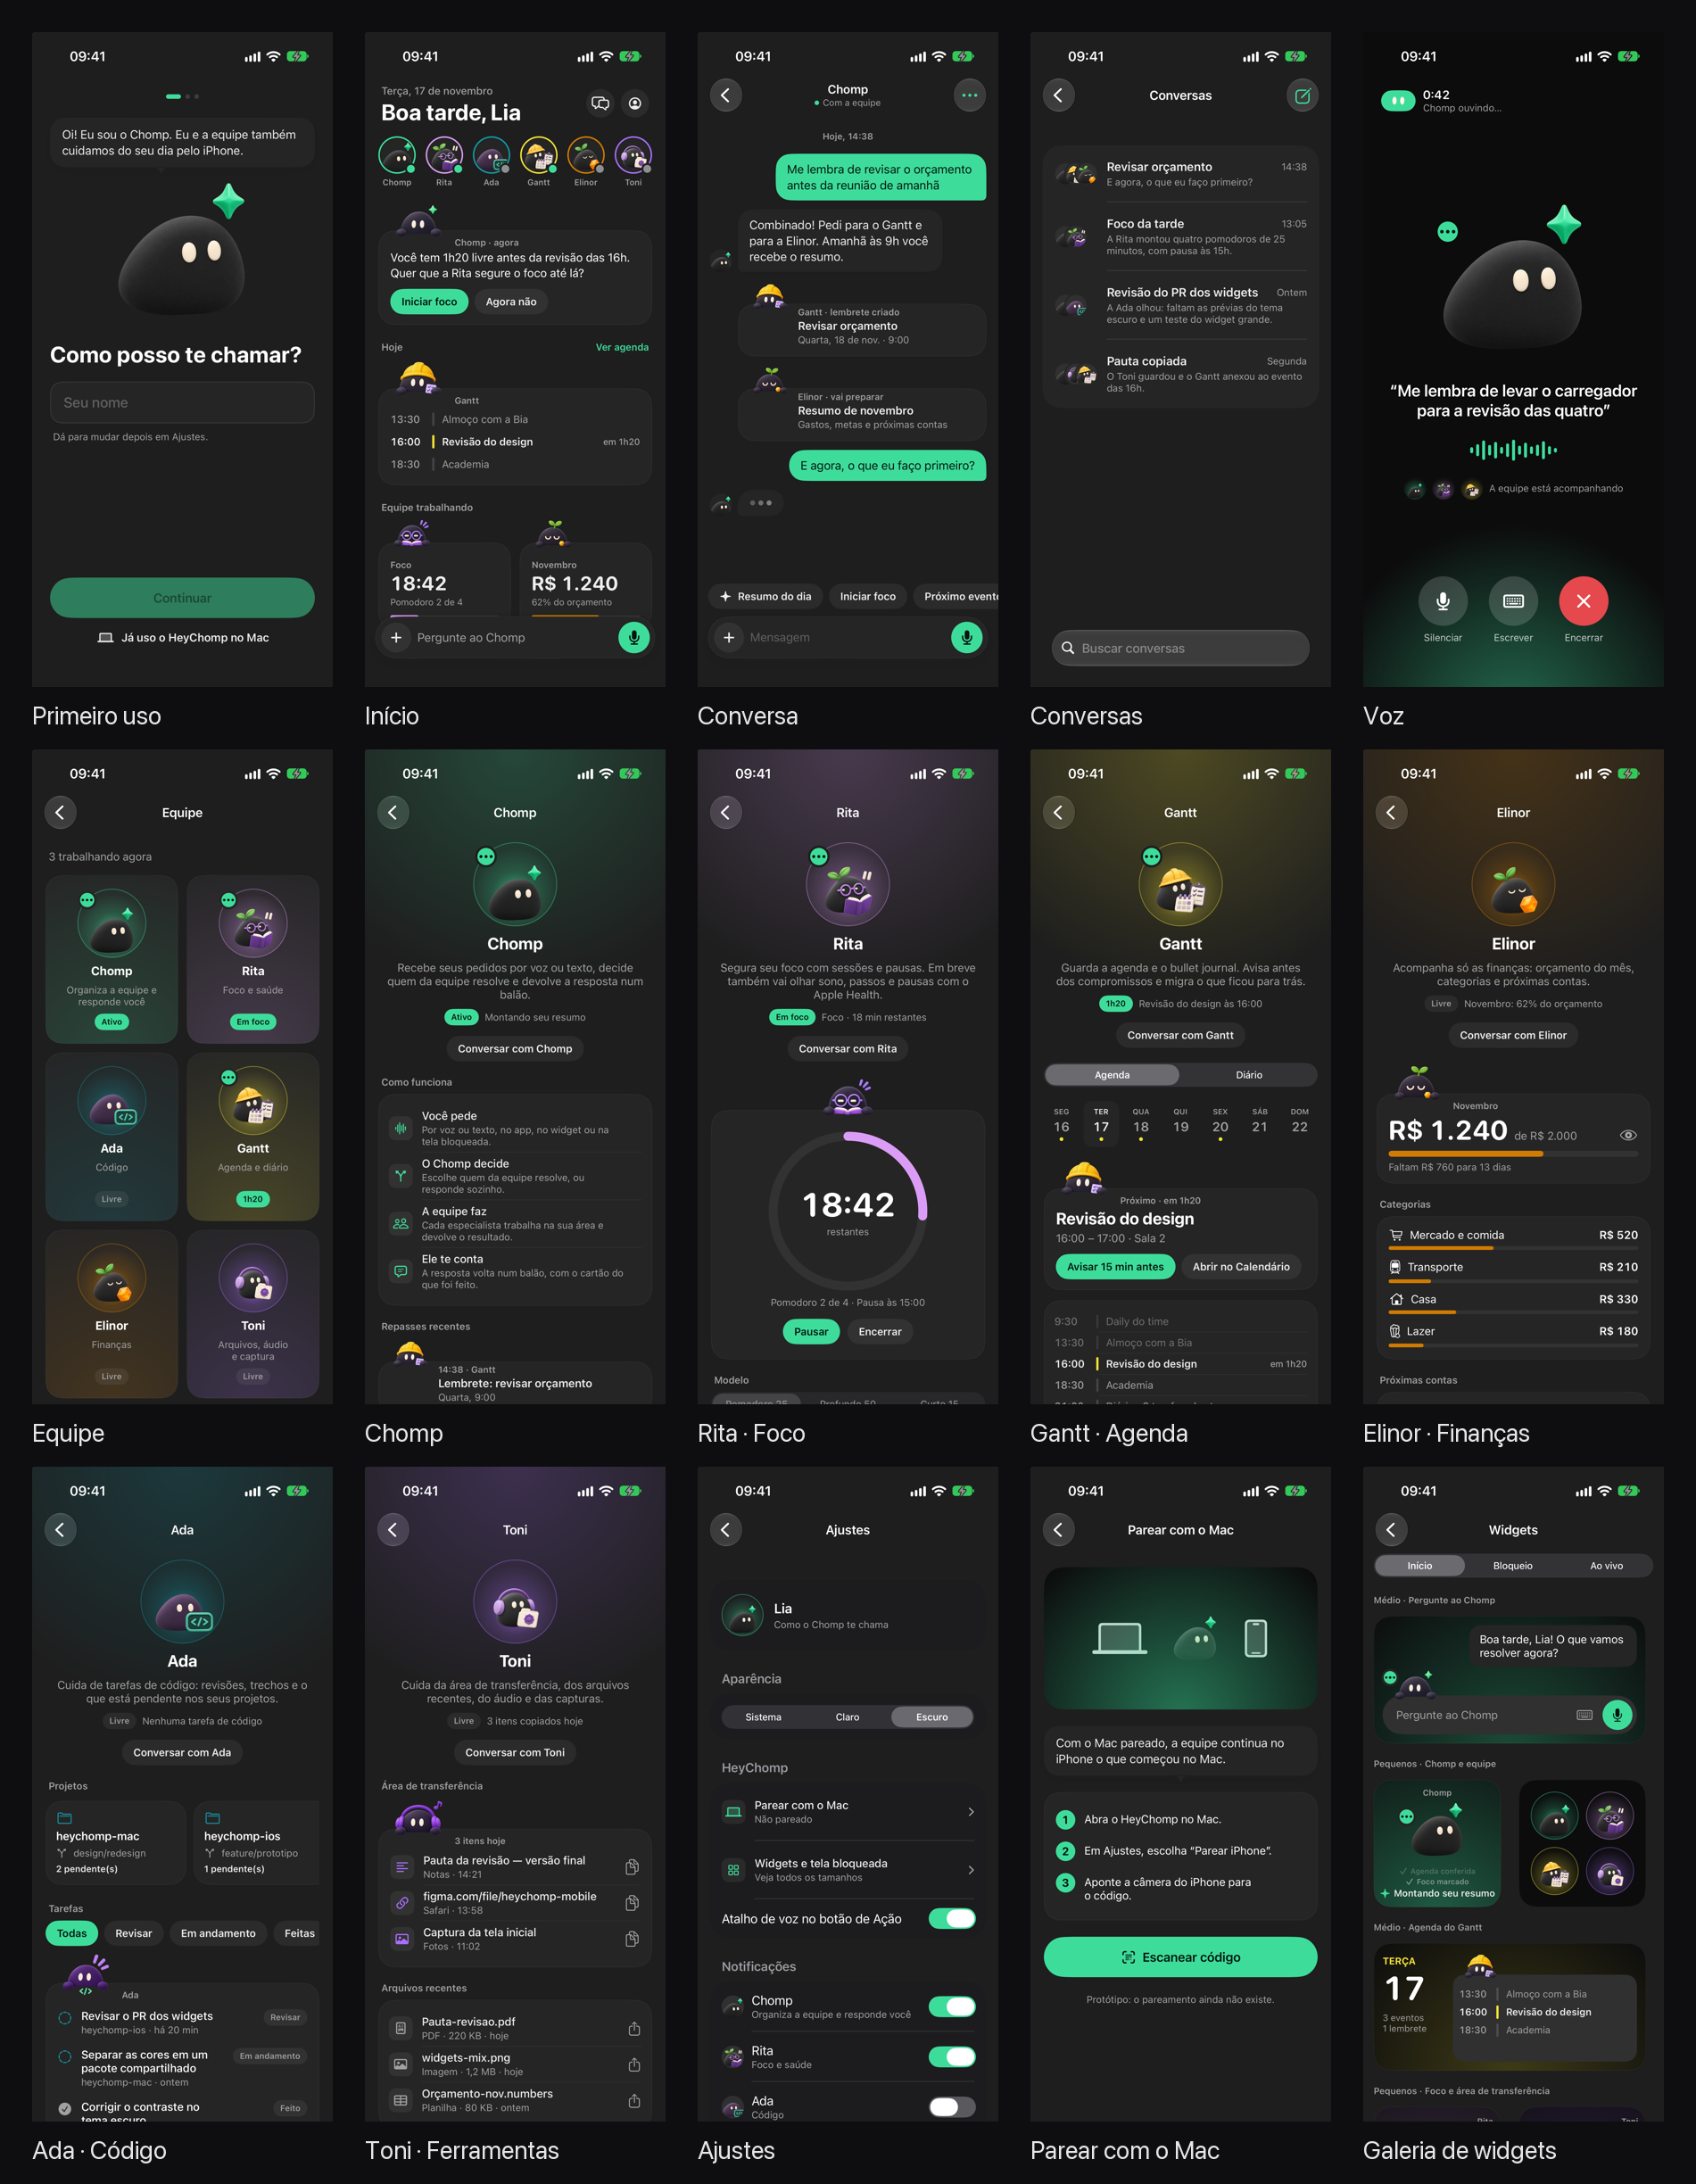 09:41
Oi! Eu sou o Chomp. Eu e a equipe também
cuidamos do seu dia pelo iPhone.
Como posso te chamar?
Seu nome
Dá para mudar depois em Ajustes.
Continuar
Já uso o HeyChomp no Mac
Primeiro uso
09:41
Terça, 17 de novembro
Boa tarde, Lia
Chomp
Rita
Ada
Gantt
Elinor
Toni
Chomp · agora
Você tem 1h20 livre antes da revisão das 16h.
Quer que a Rita segure o foco até lá?
Iniciar foco
Agora não
Hoje
Ver agenda
Gantt
13:30 Almoço com a Bia
16:00 Revisão do design em 1h20
18:30 Academia
Equipe trabalhando
Foco
18:42
Pomodoro 2 de 4
Novembro
R$ 1.240
62% do orçamento
Pergunte ao Chomp
Início
09:41
Chomp
Com a equipe
Hoje, 14:38
Me lembra de revisar o orçamento
antes da reunião de amanhã
Combinado! Pedi para o Gantt e
para a Elinor. Amanhã às 9h você
recebe o resumo.
Gantt · lembrete criado
Revisar orçamento
Quarta, 18 de nov. · 9:00
Elinor · vai preparar
Resumo de novembro
Gastos, metas e próximas contas
E agora, o que eu faço primeiro?
Resumo do dia
Iniciar foco
Próximo evento
Mensagem
Conversa
09:41
Conversas
Revisar orçamento 14:38
E agora, o que eu faço primeiro?
Foco da tarde 13:05
A Rita montou quatro pomodoros de 25
minutos, com pausa às 15h.
Revisão do PR dos widgets Ontem
A Ada olhou: faltam as prévias do tema
escuro e um teste do widget grande.
Pauta copiada Segunda
O Toni guardou e o Gantt anexou ao evento
das 16h.
Buscar conversas
Conversas
09:41
0:42
Chomp ouvindo...
“Me lembra de levar o carregador
para a revisão das quatro”
A equipe está acompanhando
Silenciar
Escrever
Encerrar
Voz
09:41
Equipe
3 trabalhando agora
Chomp
Organiza a equipe e
responde você
Ativo
Rita
Foco e saúde
Em foco
Ada
Código
Livre
Gantt
Agenda e diário
1h20
Elinor
Finanças
Livre
Toni
Arquivos, áudio
e captura
Livre
Equipe
09:41
Chomp
Chomp
Recebe seus pedidos por voz ou texto, decide
quem da equipe resolve e devolve a resposta num
balão.
Ativo Montando seu resumo
Conversar com Chomp
Como funciona
Você pede
Por voz ou texto, no app, no widget ou na
tela bloqueada.
O Chomp decide
Escolhe quem da equipe resolve, ou
responde sozinho.
A equipe faz
Cada especialista trabalha na sua área e
devolve o resultado.
Ele te conta
A resposta volta num balão, com o cartão do
que foi feito.
Repasses recentes
14:38 · Gantt
Lembrete: revisar orçamento
Quarta, 9:00
Chomp
09:41
Rita
Rita
Segura seu foco com sessões e pausas. Em breve
também vai olhar sono, passos e pausas com o
Apple Health.
Em foco Foco · 18 min restantes
Conversar com Rita
18:42
restantes
Pomodoro 2 de 4 · Pausa às 15:00
Pausar
Encerrar
Modelo
Pomodoro 25 Profundo 50 Curto 15
Rita · Foco
09:41
Gantt
Gantt
Guarda a agenda e o bullet journal. Avisa antes
dos compromissos e migra o que ficou para trás.
1h20 Revisão do design às 16:00
Conversar com Gantt
Agenda
Diário
SEG TER QUA QUI SEX SÁB DOM
16 17 18 19 20 21 22
Próximo · em 1h20
Revisão do design
16:00 – 17:00 · Sala 2
Avisar 15 min antes
Abrir no Calendário
9:30 Daily do time
13:30 Almoço com a Bia
16:00 Revisão do design em 1h20
18:30 Academia
Gantt · Agenda
09:41
Elinor
Elinor
Acompanha só as finanças: orçamento do mês,
categorias e próximas contas.
Livre Novembro: 62% do orçamento
Conversar com Elinor
Novembro
R$ 1.240 de R$ 2.000
Faltam R$ 760 para 13 dias
Categorias
Mercado e comida R$ 520
Transporte R$ 210
Casa R$ 330
Lazer R$ 180
Próximas contas
Elinor · Finanças
09:41
Ada
Ada
Cuida de tarefas de código: revisões, trechos e o
que está pendente nos seus projetos.
Livre Nenhuma tarefa de código
Conversar com Ada
Projetos
heychomp-mac
design/redesign
2 pendente(s)
heychomp-ios
feature/prototipo
1 pendente(s)
Tarefas
Todas
Revisar
Em andamento
Feitas
Ada
</>
Revisar o PR dos widgets Revisar
heychomp-ios · há 20 min
Separar as cores em um Em andamento
pacote compartilhado
heychomp-mac · ontem
Corrigir o contraste no Feito
tema escuro
Ada · Código
09:41
Toni
Toni
Cuida da área de transferência, dos arquivos
recentes, do áudio e das capturas.
Livre 3 itens copiados hoje
Conversar com Toni
Área de transferência
3 itens hoje
Pauta da revisão — versão final
Notas · 14:21
figma.com/file/heychomp-mobile
Safari · 13:58
Captura da tela inicial
Fotos · 11:02
Arquivos recentes
Pauta-revisao.pdf
PDF · 220 KB · hoje
widgets-mix.png
Imagem · 1,2 MB · hoje
Orçamento-nov.numbers
Planilha · 80 KB · ontem
Toni · Ferramentas
09:41
Ajustes
Lia
Como o Chomp te chama
Aparência
Sistema
Claro
Escuro
HeyChomp
Parear com o Mac
Não pareado
Widgets e tela bloqueada
Veja todos os tamanhos
Atalho de voz no botão de Ação
Notificações
Chomp
Organiza a equipe e responde você
Rita
Foco e saúde
Ada
Código
Ajustes
09:41
Parear com o Mac
Com o Mac pareado, a equipe continua no
iPhone o que começou no Mac.
1 Abra o HeyChomp no Mac.
2 Em Ajustes, escolha “Parear iPhone”.
3 Aponte a câmera do iPhone para
o código.
Escanear código
Protótipo: o pareamento ainda não existe.
Parear com o Mac
09:41
Widgets
Início
Bloqueio
Ao vivo
Médio · Pergunte ao Chomp
Boa tarde, Lia! O que vamos
resolver agora?
Pergunte ao Chomp
Pequenos · Chomp e equipe
Chomp
Agenda conferida
Foco marcado
Montando seu resumo
Médio · Agenda do Gantt
TERÇA
17
3 eventos
1 lembrete
13:30 Almoço com a Bia
16:00 Revisão do design
18:30 Academia
Pequenos · Foco e área de transferência
Rita
Toni
Galeria de widgets